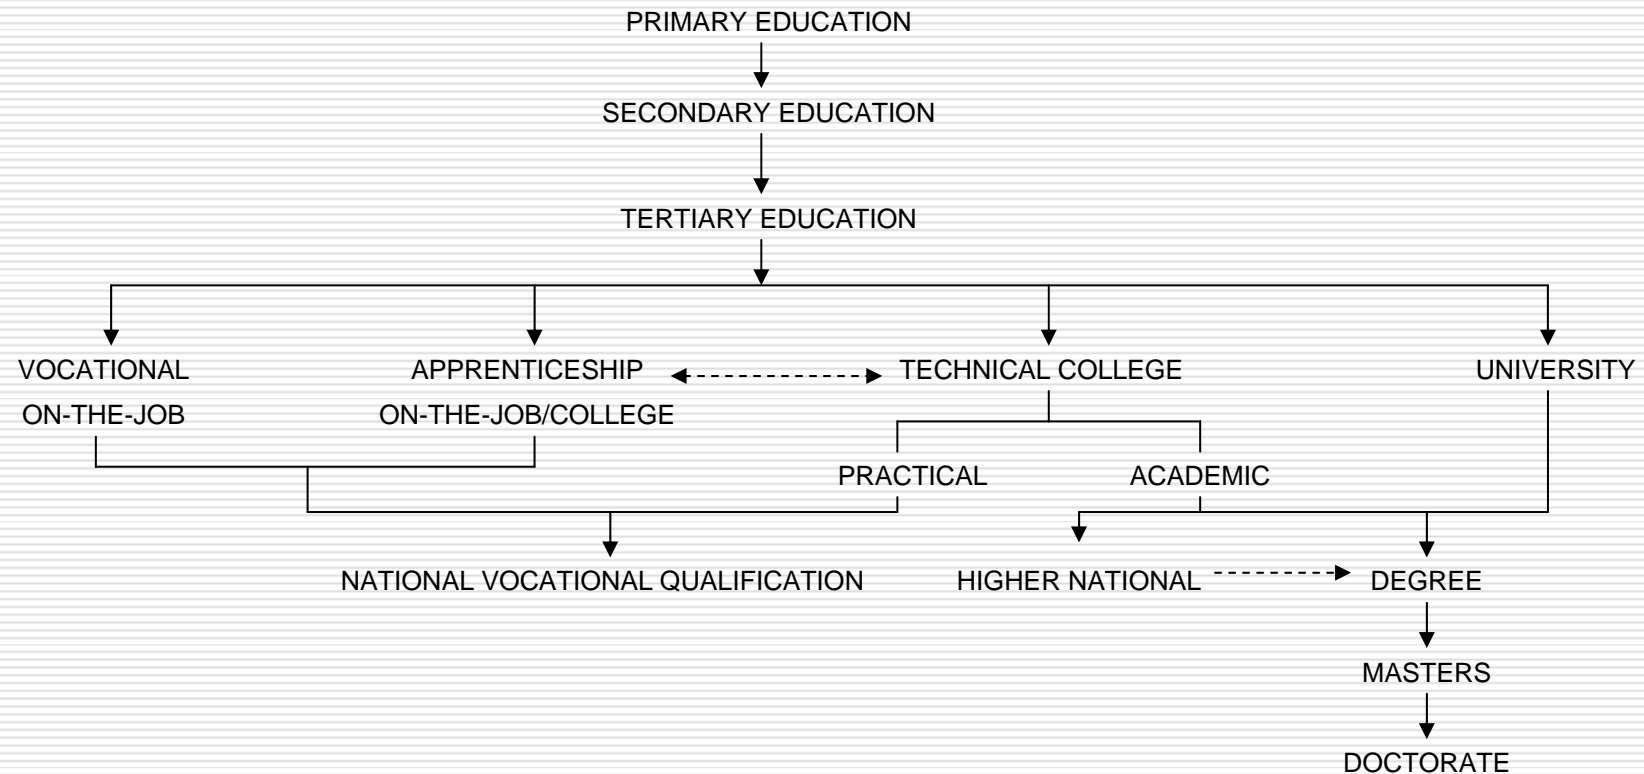 PRIMARY EDUCATION
SECONDARY EDUCATION
TERTIARY EDUCATION
VOCATIONAL
APPRENTICESHIP
TECHNICAL COLLEGE
UNIVERSITY
ON-THE-JOB
ON-THE-JOB/COLLEGE
PRACTICAL
ACADEMIC
NATIONAL VOCATIONAL QUALIFICATION
HIGHER NATIONAL
DEGREE
MASTERS
DOCTORATE